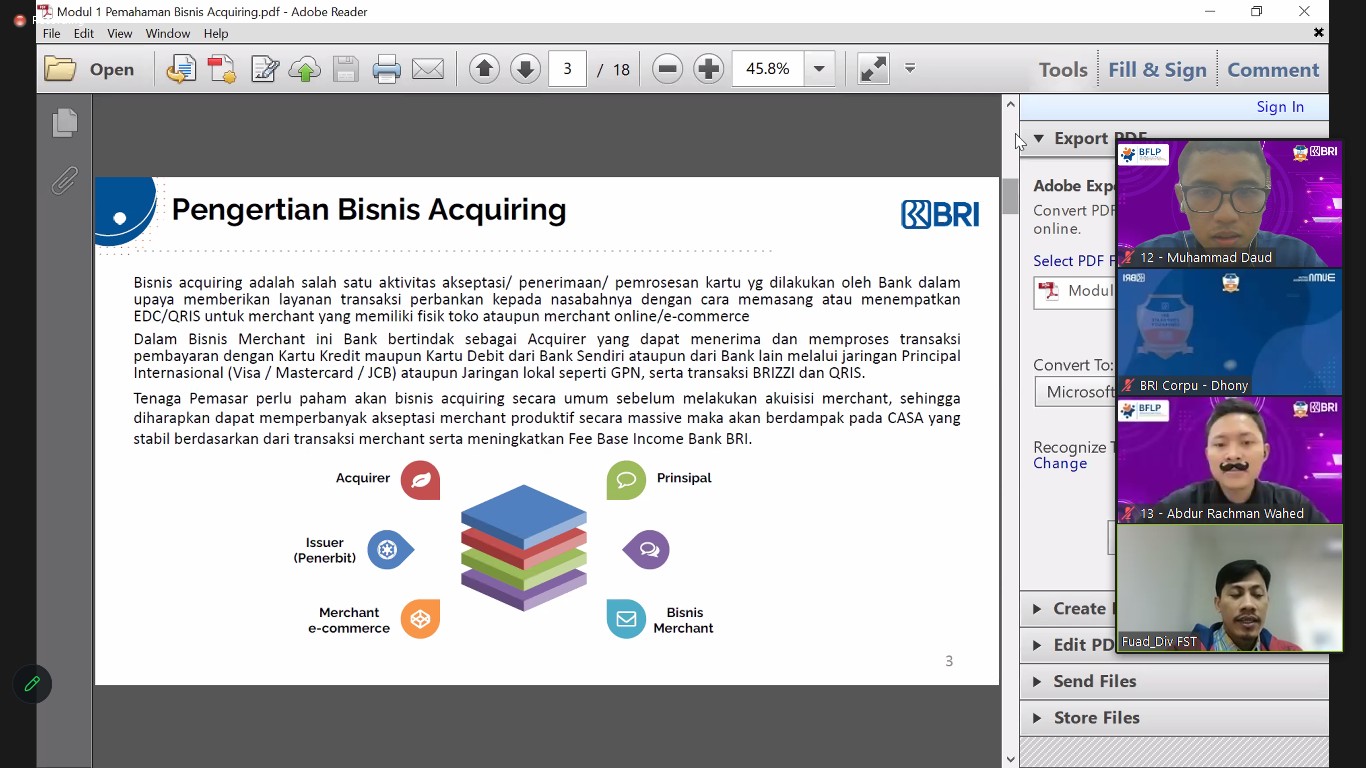 Modul 1 Pemahaman Bisnis Acquiring.pdf - Adobe Reader
File Edit View Window Help
Open
3 / 18
45.8%
Tools
Fill & Sign
Comment
Sign In
Export PDF
Adobe Exp
Convert PDF
online.
Select PDF F
Modul
Convert To:
Microsoft
Recognize T
Change
Create
Edit PD
Send Files
Store Files
Pengertian Bisnis Acquiring
BRI
Bisnis acquiring adalah salah satu aktivitas akseptasi/ penerimaan/ pemrosesan kartu yg dilakukan oleh Bank dalam
upaya memberikan layanan transaksi perbankan kepada nasabahnya dengan cara memasang atau menempatkan
EDC/QRIS untuk merchant yang memiliki fisik toko ataupun merchant online/e-commerce
Dalam Bisnis Merchant ini Bank bertindak sebagai Acquirer yang dapat menerima dan memproses transaksi
pembayaran dengan Kartu Kredit maupun Kartu Debit dari Bank Sendiri ataupun dari Bank lain melalui jaringan Principal
Internasional (Visa / Mastercard / JCB) ataupun Jaringan lokal seperti GPN, serta transaksi BRIZZI dan QRIS.
Tenaga Pemasar perlu paham akan bisnis acquiring secara umum sebelum melakukan akuisisi merchant, sehingga
diharapkan dapat memperbanyak akseptasi merchant produktif secara massive maka akan berdampak pada CASA yang
stabil berdasarkan dari transaksi merchant serta meningkatkan Fee Base Income Bank BRI.
Acquirer
Prinsipal
Issuer
(Penerbit)
Merchant
e-commerce
Bisnis
Merchant
3
BFLP
BRI
12 - Muhammad Daud
BRI
BUMN
BRI Corpu - Dhony
BFLP
BRI
13 - Abdur Rachman Wahed
Fuad_Div FST